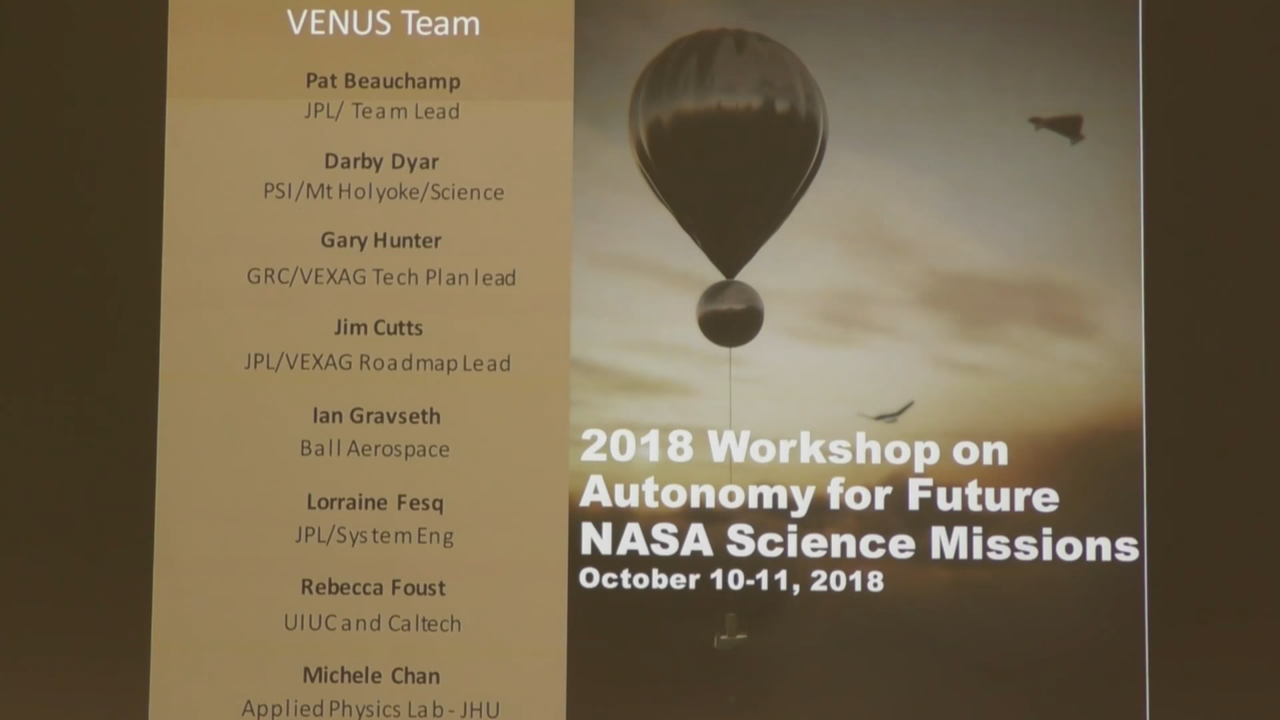 VENUS Team
Pat Beauchamp
JPL/ Team Lead
Darby Dyar
PSI/Mt Holyoke/Science
Gary Hunter
GRC/VEXAG Tech Plan lead
Jim Cutts
JPL/VEXAG Roadmap Lead
Ian Gravseth
Ball Aerospace
Lorraine Fesq
JPL/System Eng
Rebecca Foust
UIUC and Caltech
Michele Chan
Applied Physics Lab - JHU
2018 Workshop on
Autonomy for Future
NASA Science Missions
October 10-11, 2018